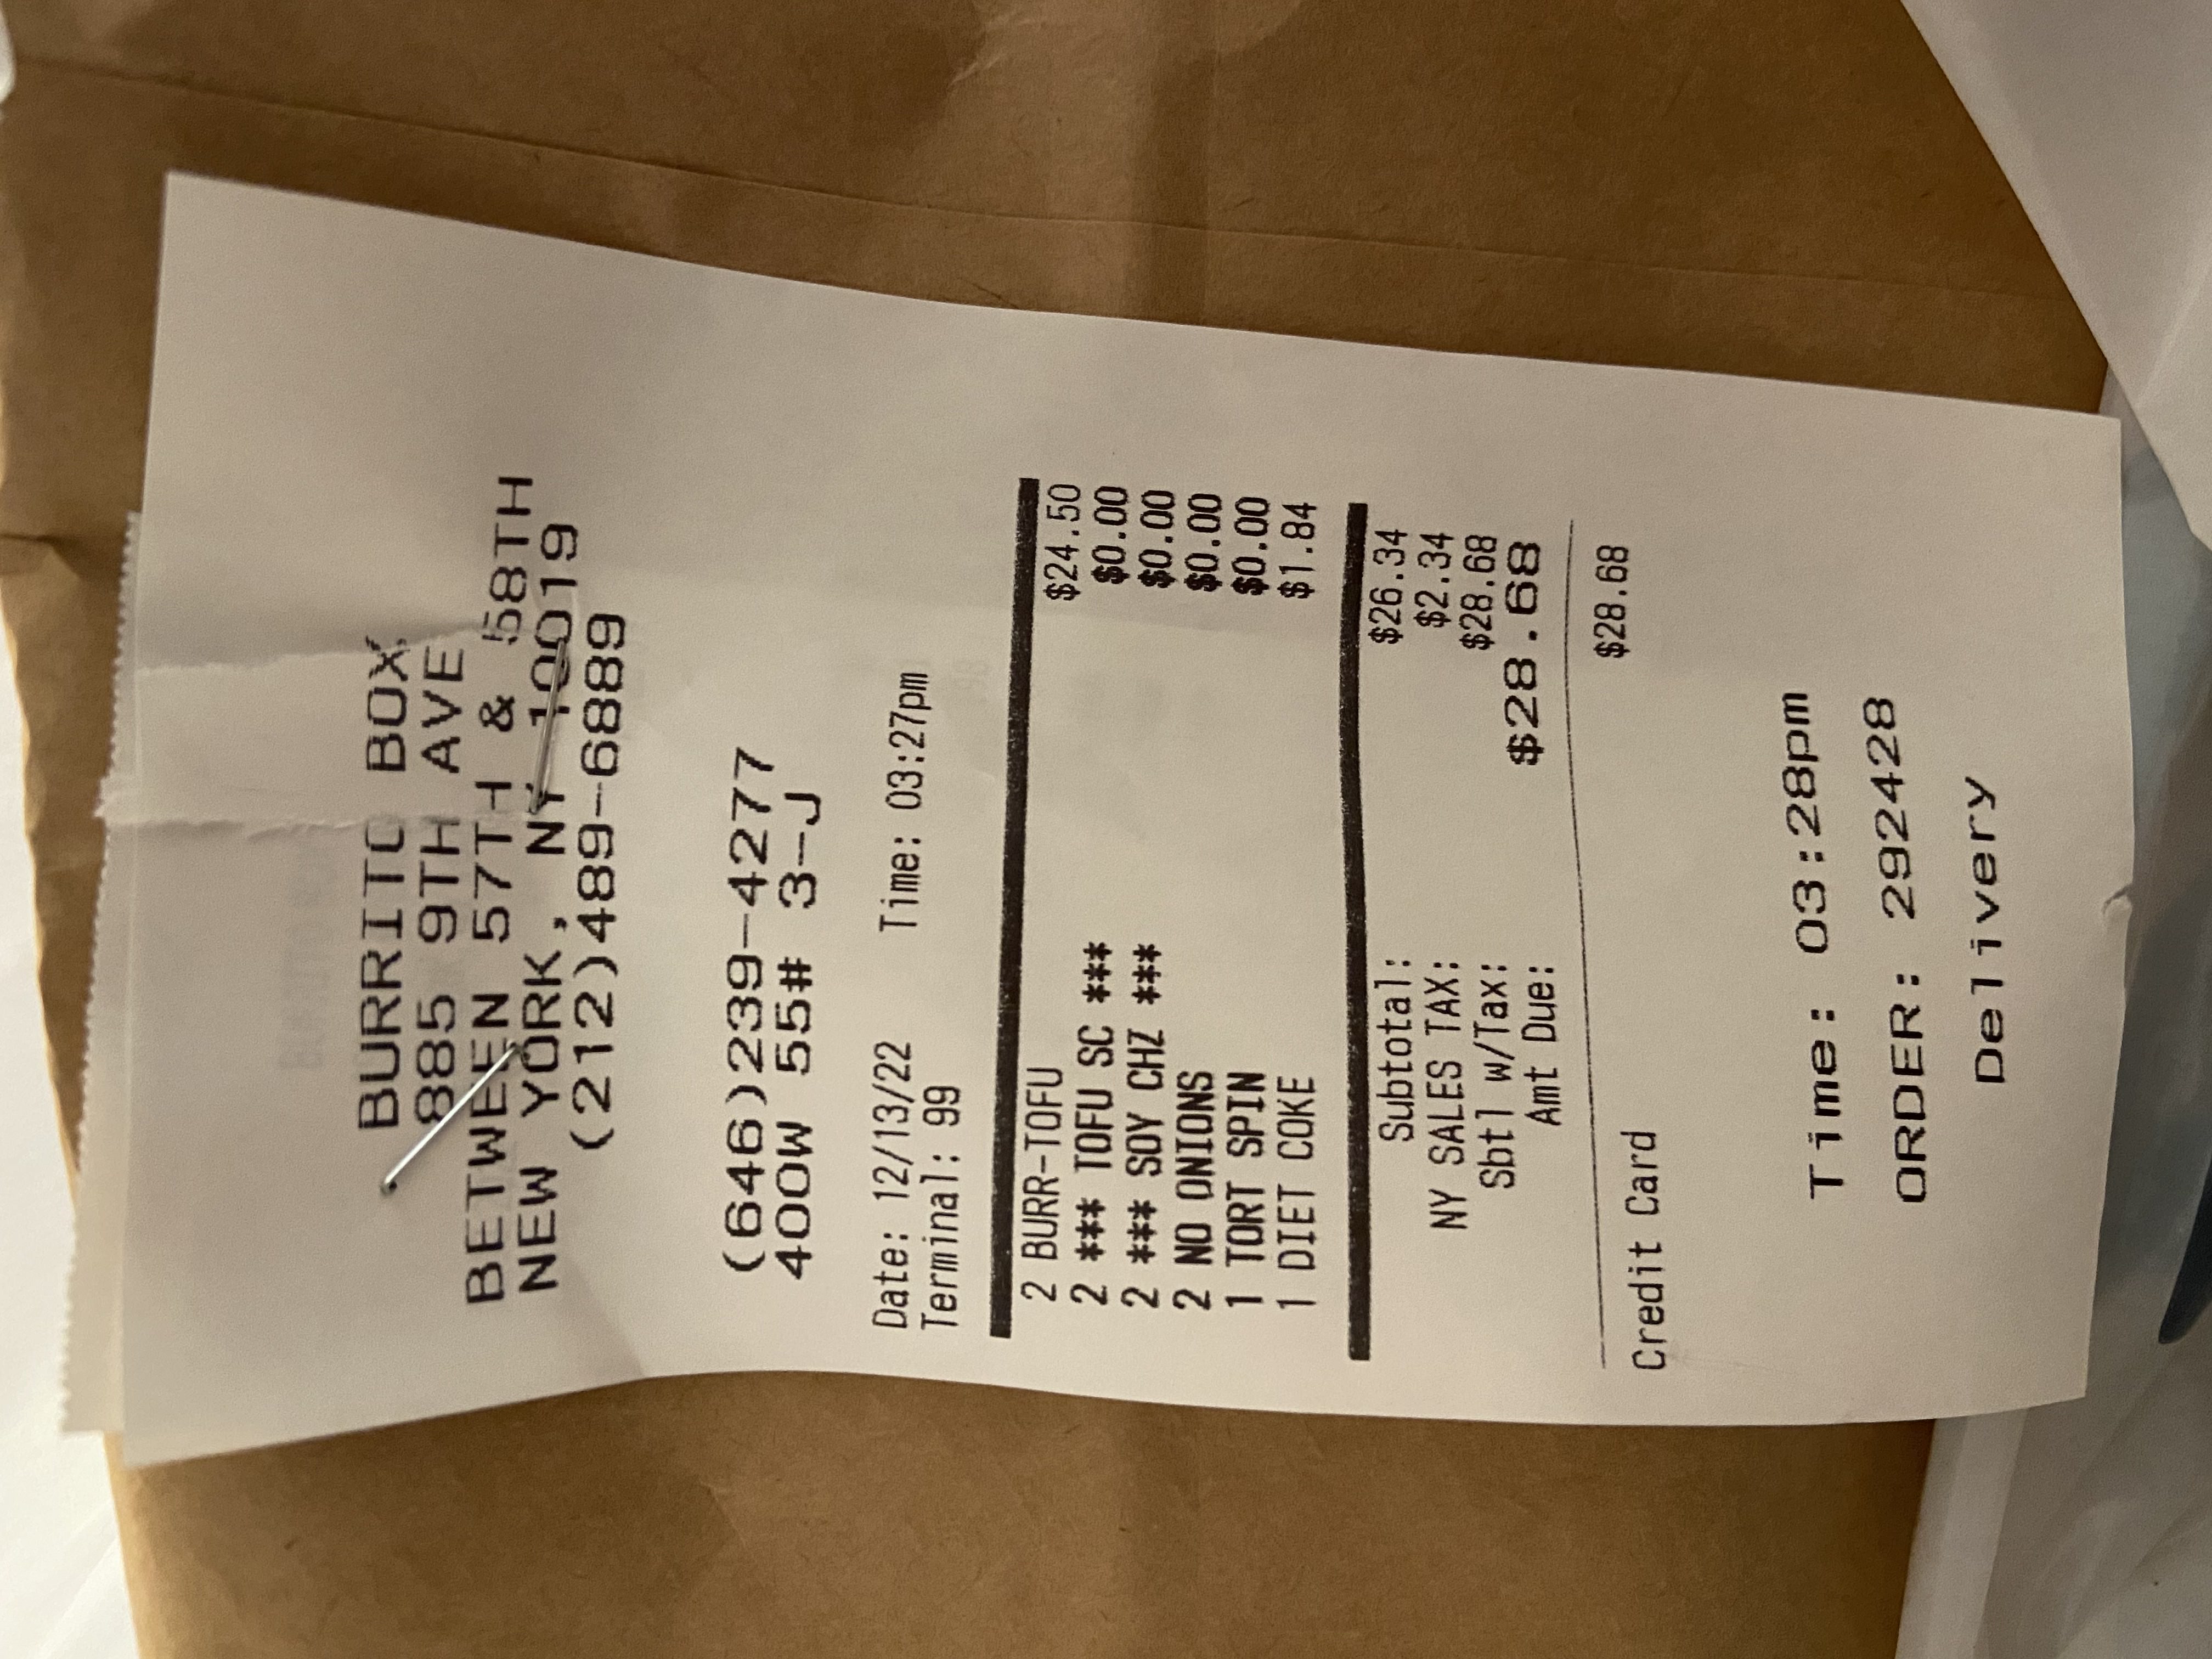 BURRITO BOX
885 9TH AVE
BETWEEN 57TH & 58TH
NEW YORK, NY 10019
(212)489-6889
(646)239-4277
400W 55# 3-J
Date: 12/13/22 Time: 03:27pm
Terminal: 99
2 BURR-TOFU $24.50
2 *** TOFU SC *** $0.00
2 *** SOY CHZ *** $0.00
2 NO ONIONS $0.00
1 TORT SPIN $0.00
1 DIET COKE $1.84
Subtotal: $26.34
NY SALES TAX: $2.34
Sbtl w/Tax: $28.68
Amt Due: $28.68
Credit Card $28.68
Time: 03:28pm
ORDER: 292428
Delivery